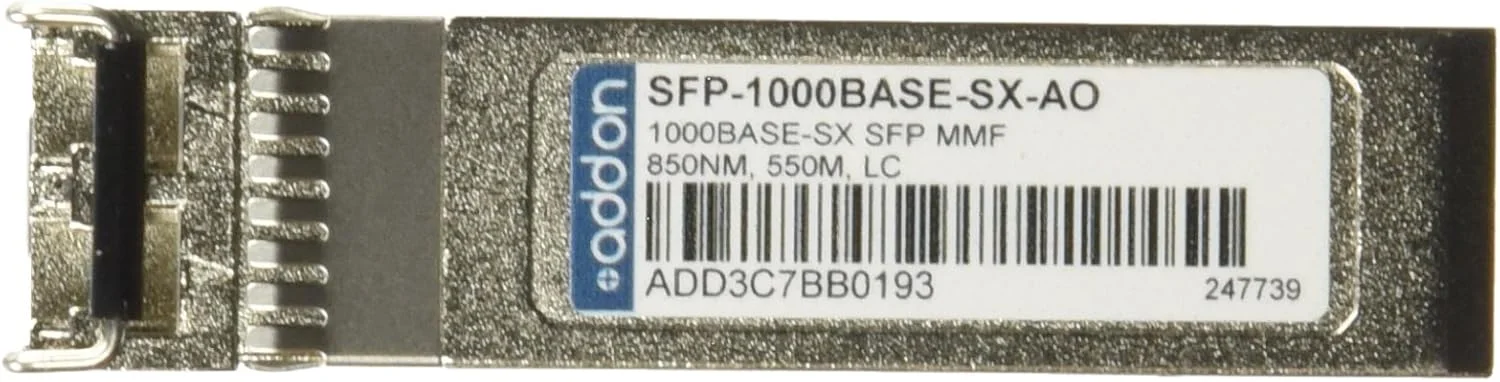 addon
SFP-1000BASE-SX-AO
1000BASE-SX SFP MMF
850NM, 550M, LC
ADD3C7BB0193
247739